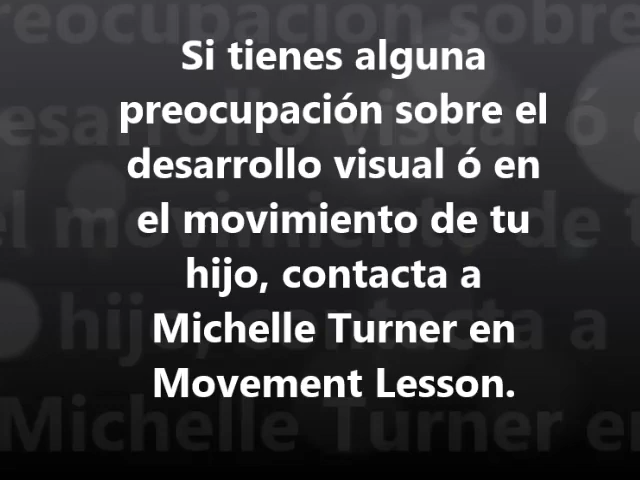 Si tienes alguna
preocupación sobre el
desarrollo visual ó en
el movimiento de tu
hijo, contacta a
Michelle Turner en
Movement Lesson.